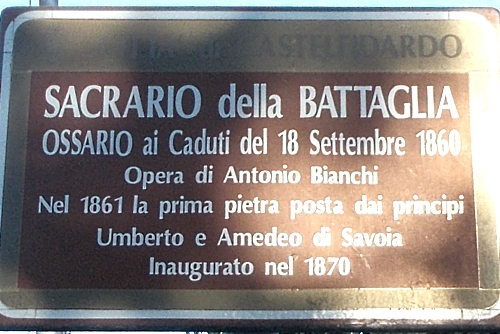 CASTELFIDARDO
SACRARIO della BATTAGLIA
OSSARIO ai Caduti del 18 Settembre 1860
Opera di Antonio Bianchi
Nel 1861 la prima pietra posta dai principi
Umberto e Amedeo di Savoia
Inaugurato nel 1870